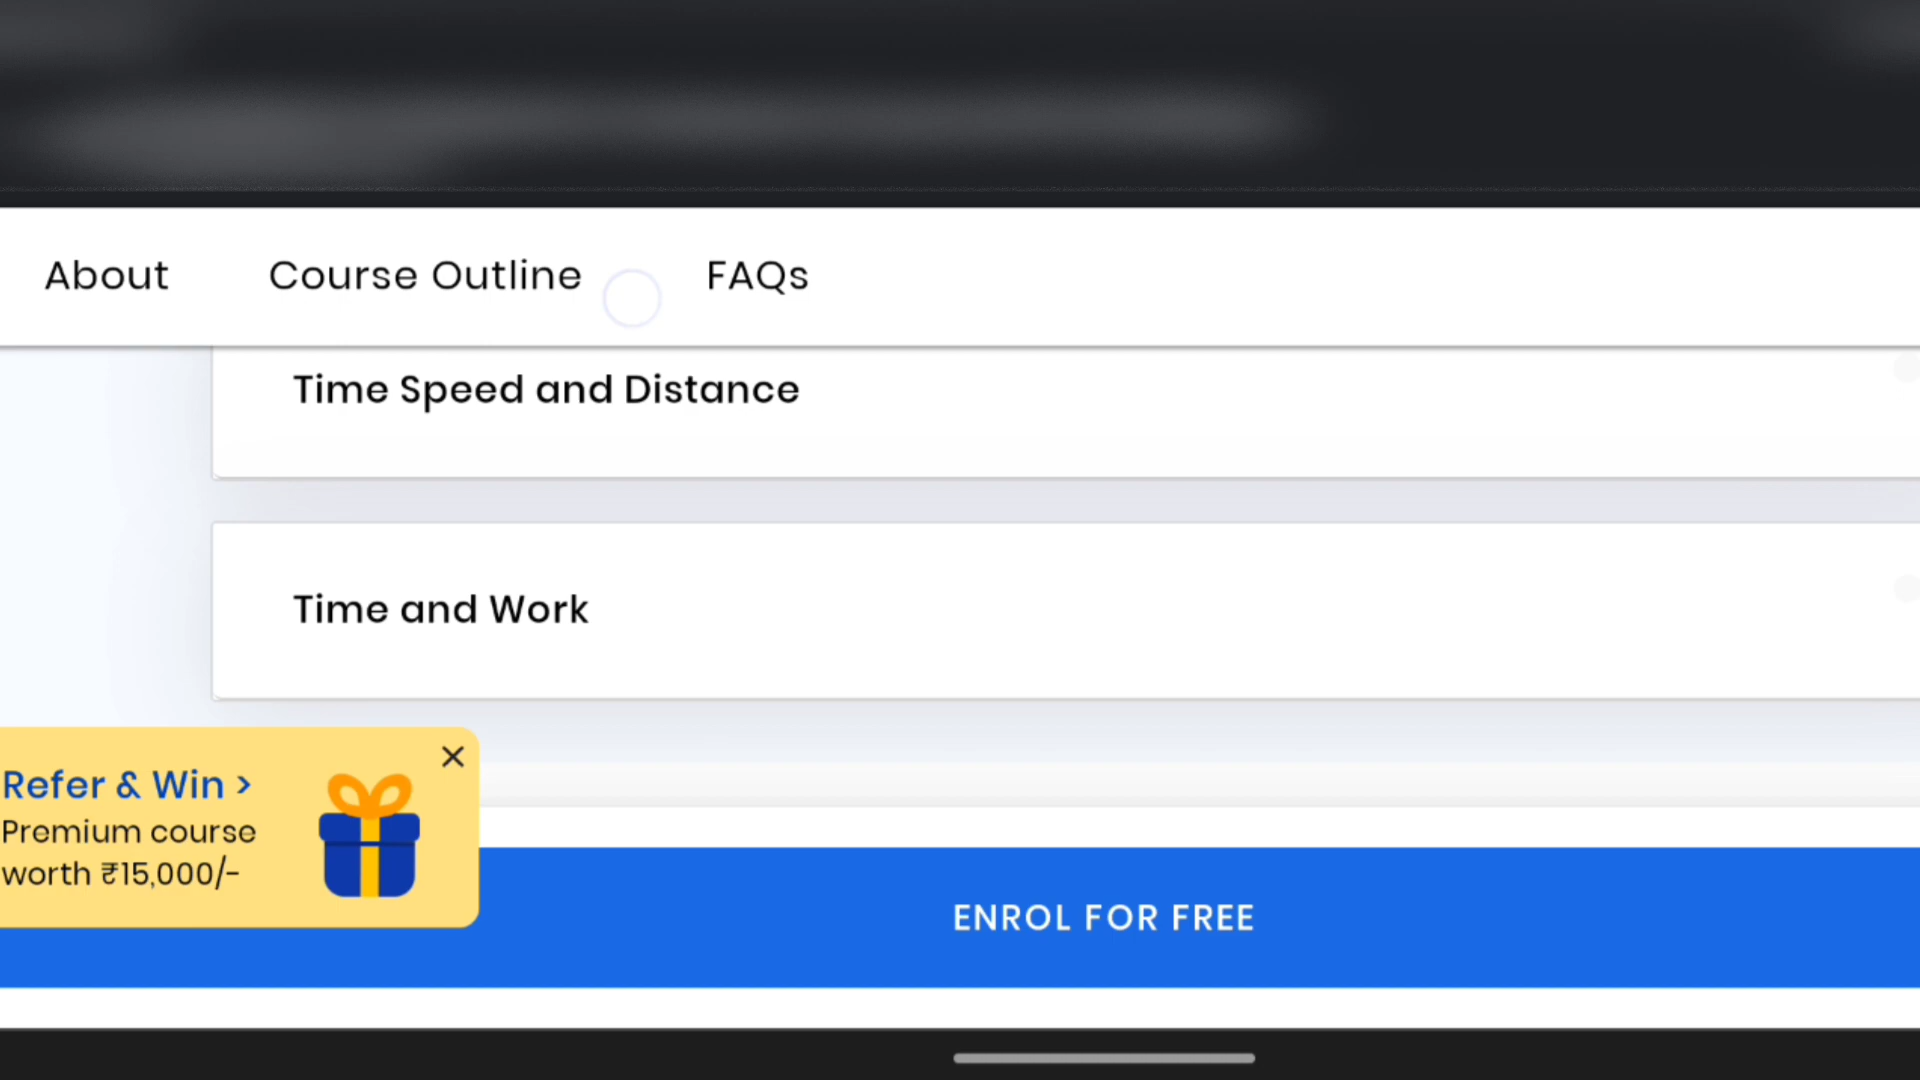 About
Course Outline
FAQs
Time Speed and Distance
Time and Work
Refer & Win >
Premium course
worth ₹15,000/-
ENROL FOR FREE